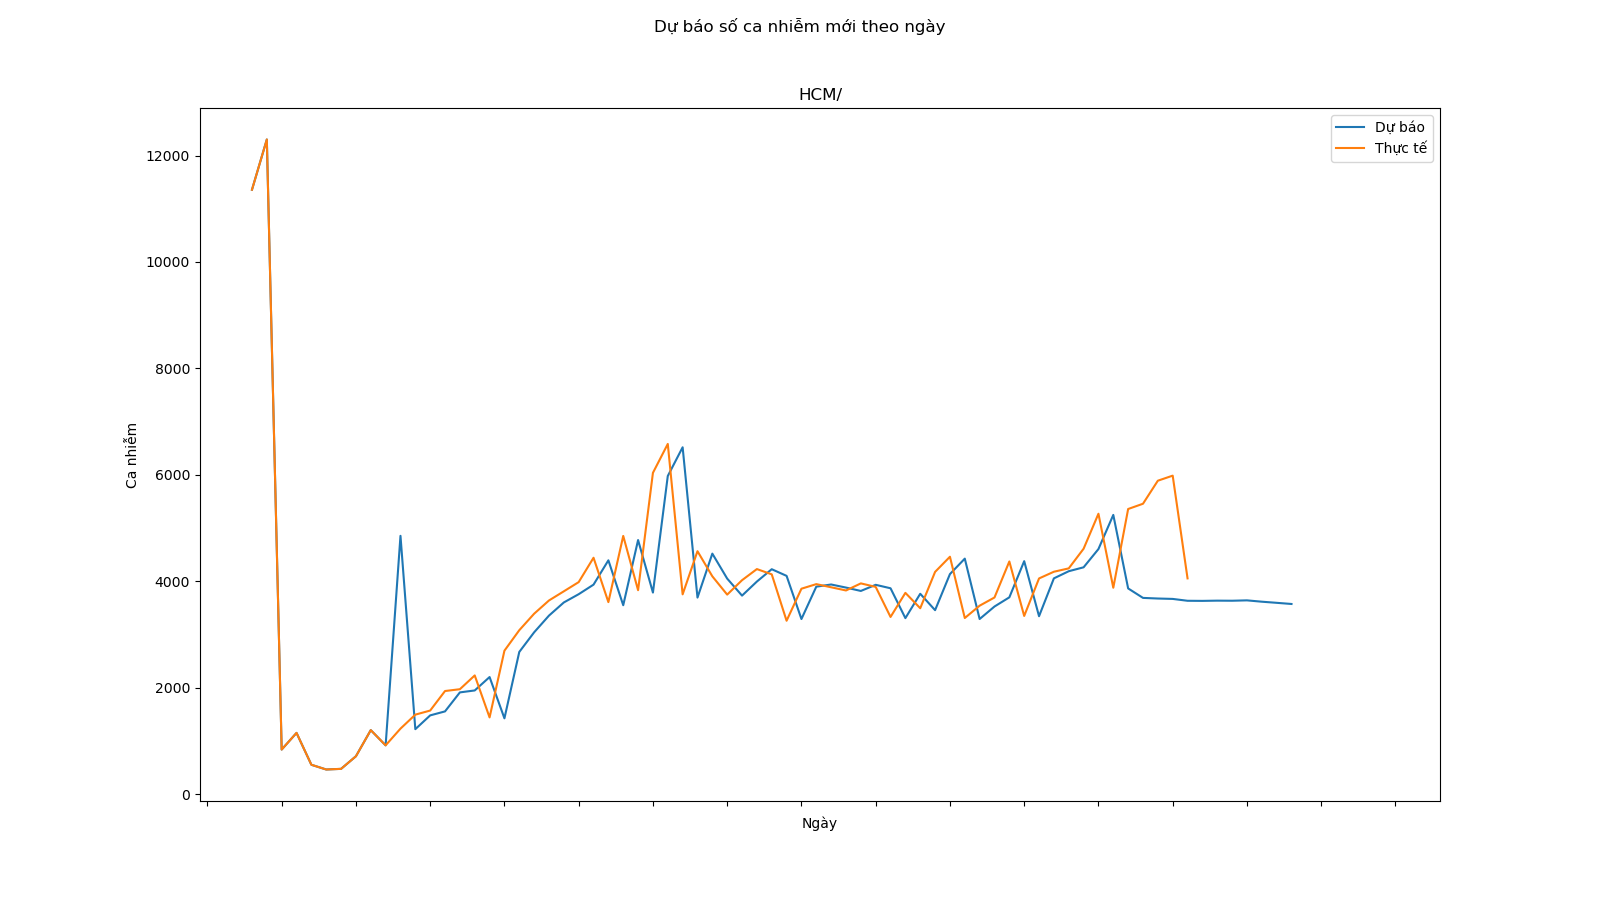 Dự báo số ca nhiễm mới theo ngày
HCM/
Dự báo
Thực tế
12000
10000
8000
6000
4000
2000
0
Ca nhiễm
Ngày